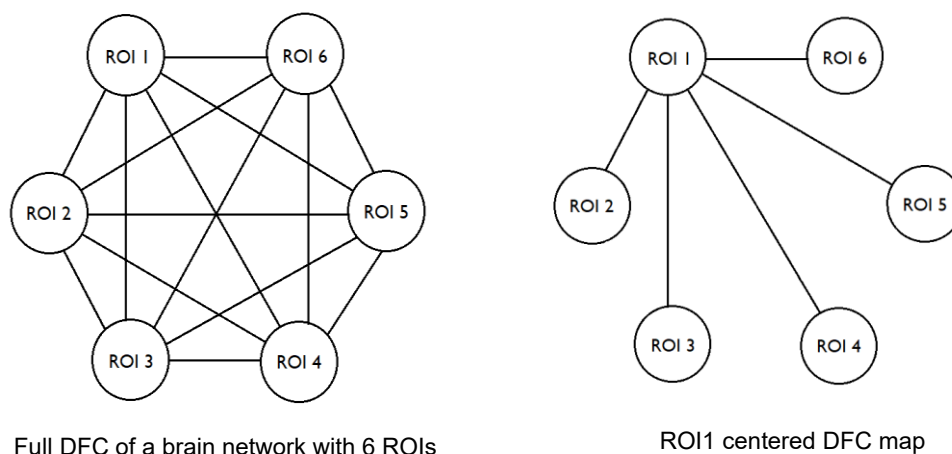 ROI 1
ROI 6
ROI 2
ROI 5
ROI 3
ROI 4
Full DFC of a brain network with 6 ROIs
ROI 1
ROI 6
ROI 2
ROI 5
ROI 3
ROI 4
ROI1 centered DFC map